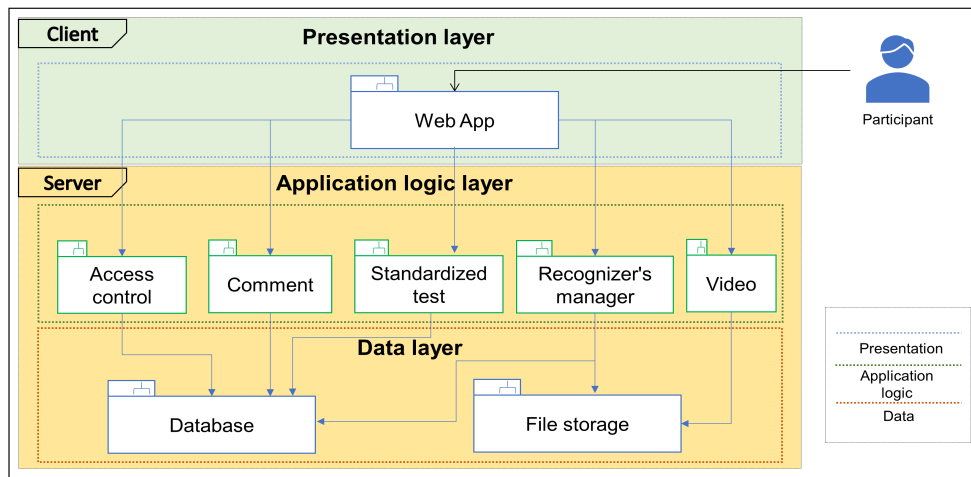 Client
Presentation layer
Web App
Participant
Server
Application logic layer
Access
control
Comment
Standardized
test
Recognizer's
manager
Video
Data layer
Database
File storage
Presentation
Application
logic
Data